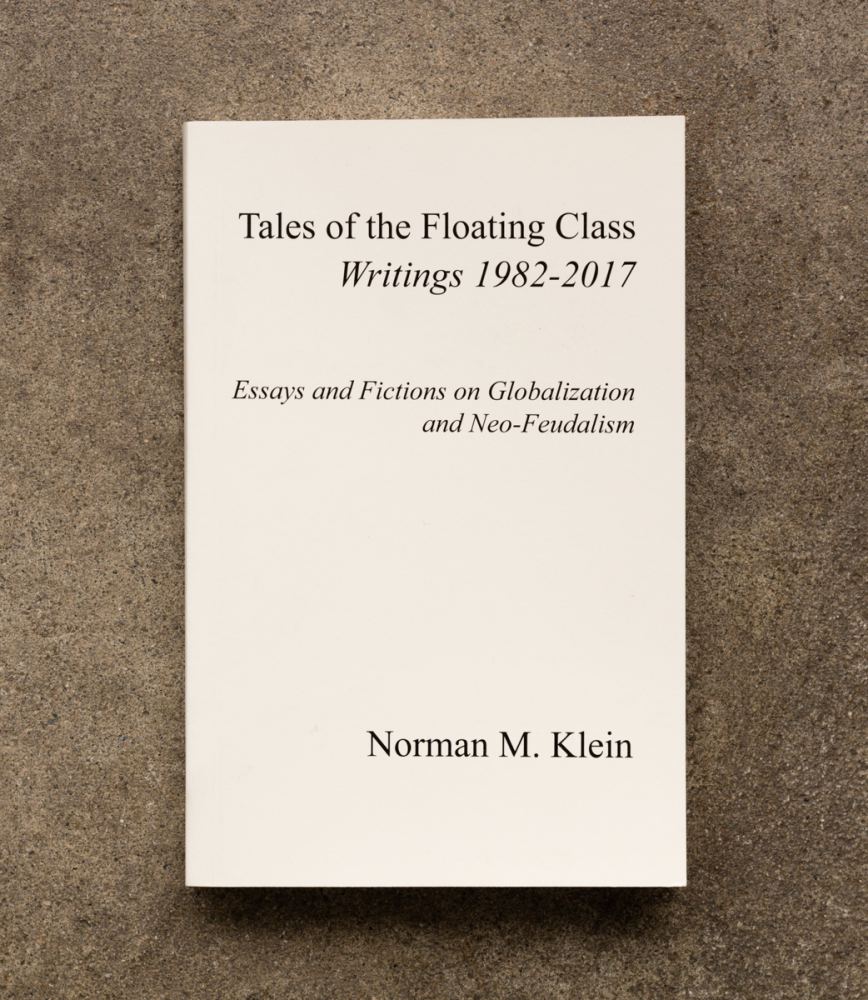 Tales of the Floating Class
Writings 1982-2017
Essays and Fictions on Globalization
and Neo-Feudalism
Norman M. Klein